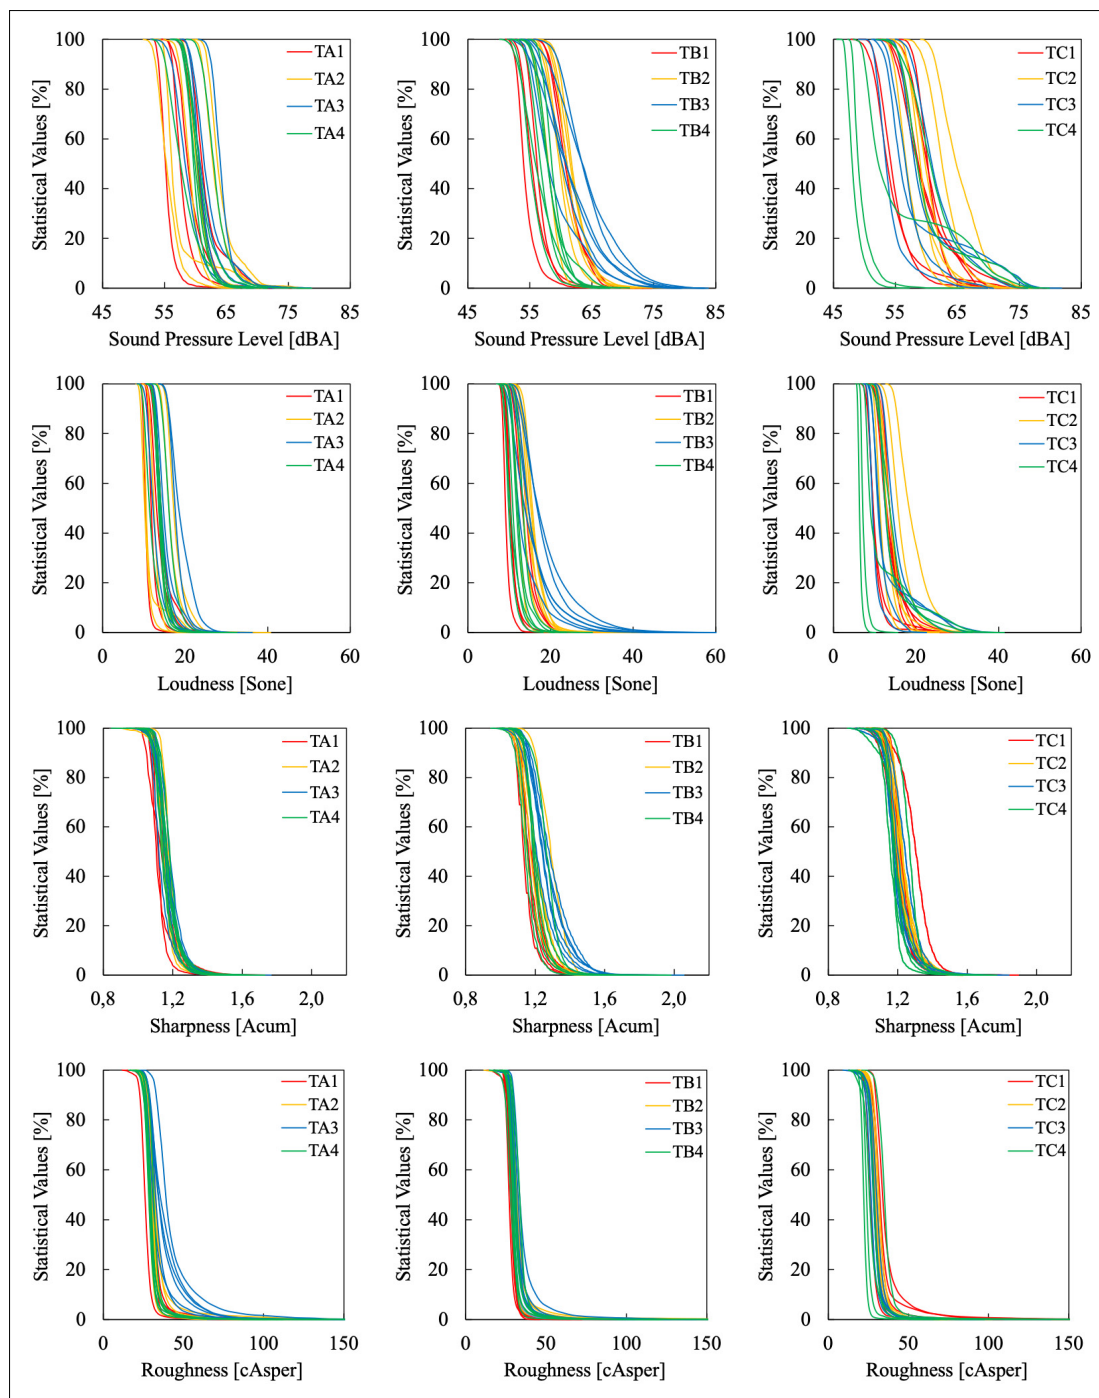 Statistical Values [%]
100
80
60
40
20
0
45
55
65
75
85
Sound Pressure Level [dBA]
TA1
TA2
TA3
TA4
Statistical Values [%]
100
80
60
40
20
0
45
55
65
75
85
Sound Pressure Level [dBA]
TB1
TB2
TB3
TB4
Statistical Values [%]
100
80
60
40
20
0
45
55
65
75
85
Sound Pressure Level [dBA]
TC1
TC2
TC3
TC4
Statistical Values [%]
100
80
60
40
20
0
0
20
40
60
Loudness [Sone]
TA1
TA2
TA3
TA4
Statistical Values [%]
100
80
60
40
20
0
0
20
40
60
Loudness [Sone]
TB1
TB2
TB3
TB4
Statistical Values [%]
100
80
60
40
20
0
0
20
40
60
Loudness [Sone]
TC1
TC2
TC3
TC4
Statistical Values [%]
100
80
60
40
20
0
0,8
1,2
1,6
2,0
Sharpness [Acum]
TA1
TA2
TA3
TA4
Statistical Values [%]
100
80
60
40
20
0
0,8
1,2
1,6
2,0
Sharpness [Acum]
TB1
TB2
TB3
TB4
Statistical Values [%]
100
80
60
40
20
0
0,8
1,2
1,6
2,0
Sharpness [Acum]
TC1
TC2
TC3
TC4
Statistical Values [%]
100
80
60
40
20
0
0
50
100
150
Roughness [cAsper]
TA1
TA2
TA3
TA4
Statistical Values [%]
100
80
60
40
20
0
0
50
100
150
Roughness [cAsper]
TB1
TB2
TB3
TB4
Statistical Values [%]
100
80
60
40
20
0
0
50
100
150
Roughness [cAsper]
TC1
TC2
TC3
TC4